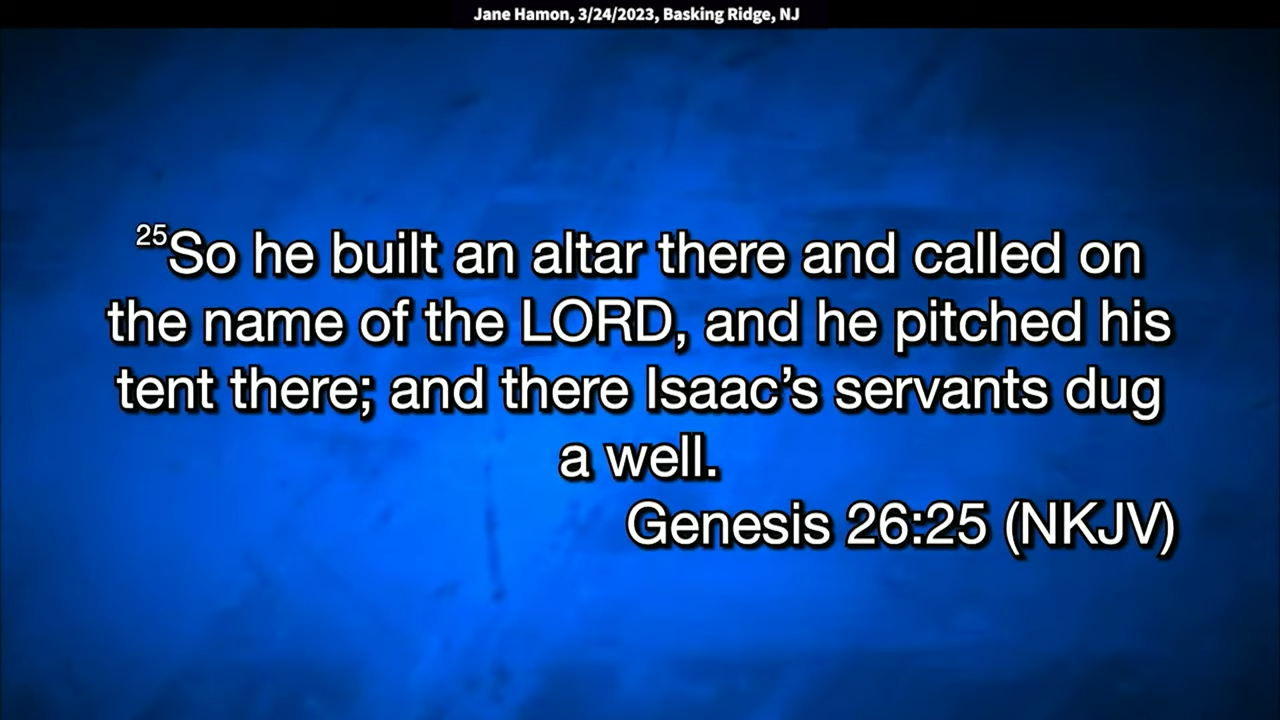 Jane Hamon, 3/24/2023, Basking Ridge, NJ
25So he built an altar there and called on
the name of the LORD, and he pitched his
tent there; and there Isaac’s servants dug
a well.
Genesis 26:25 (NKJV)